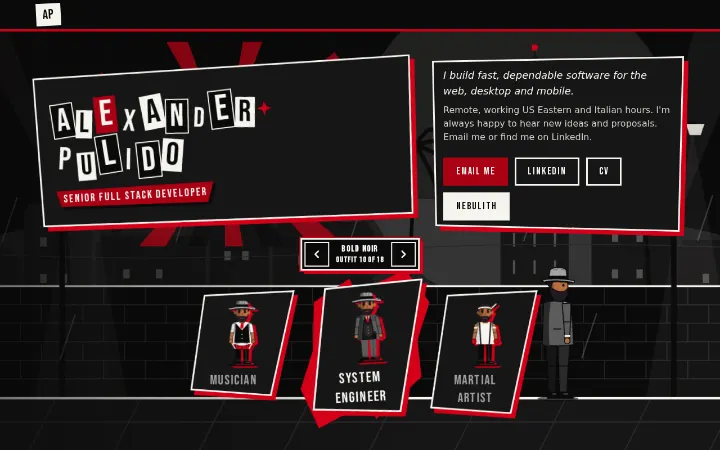 AP
ALEXANDER
PULIDO
SENIOR FULL STACK DEVELOPER
I build fast, dependable software for the
web, desktop and mobile.
Remote, working US Eastern and Italian hours. I'm
always happy to hear new ideas and proposals.
Email me or find me on LinkedIn.
EMAIL ME
LINKEDIN
CV
NEBULITH
BOLD NOIR
OUTFIT 10 OF 18
MUSICIAN
SYSTEM
ENGINEER
MARTIAL
ARTIST